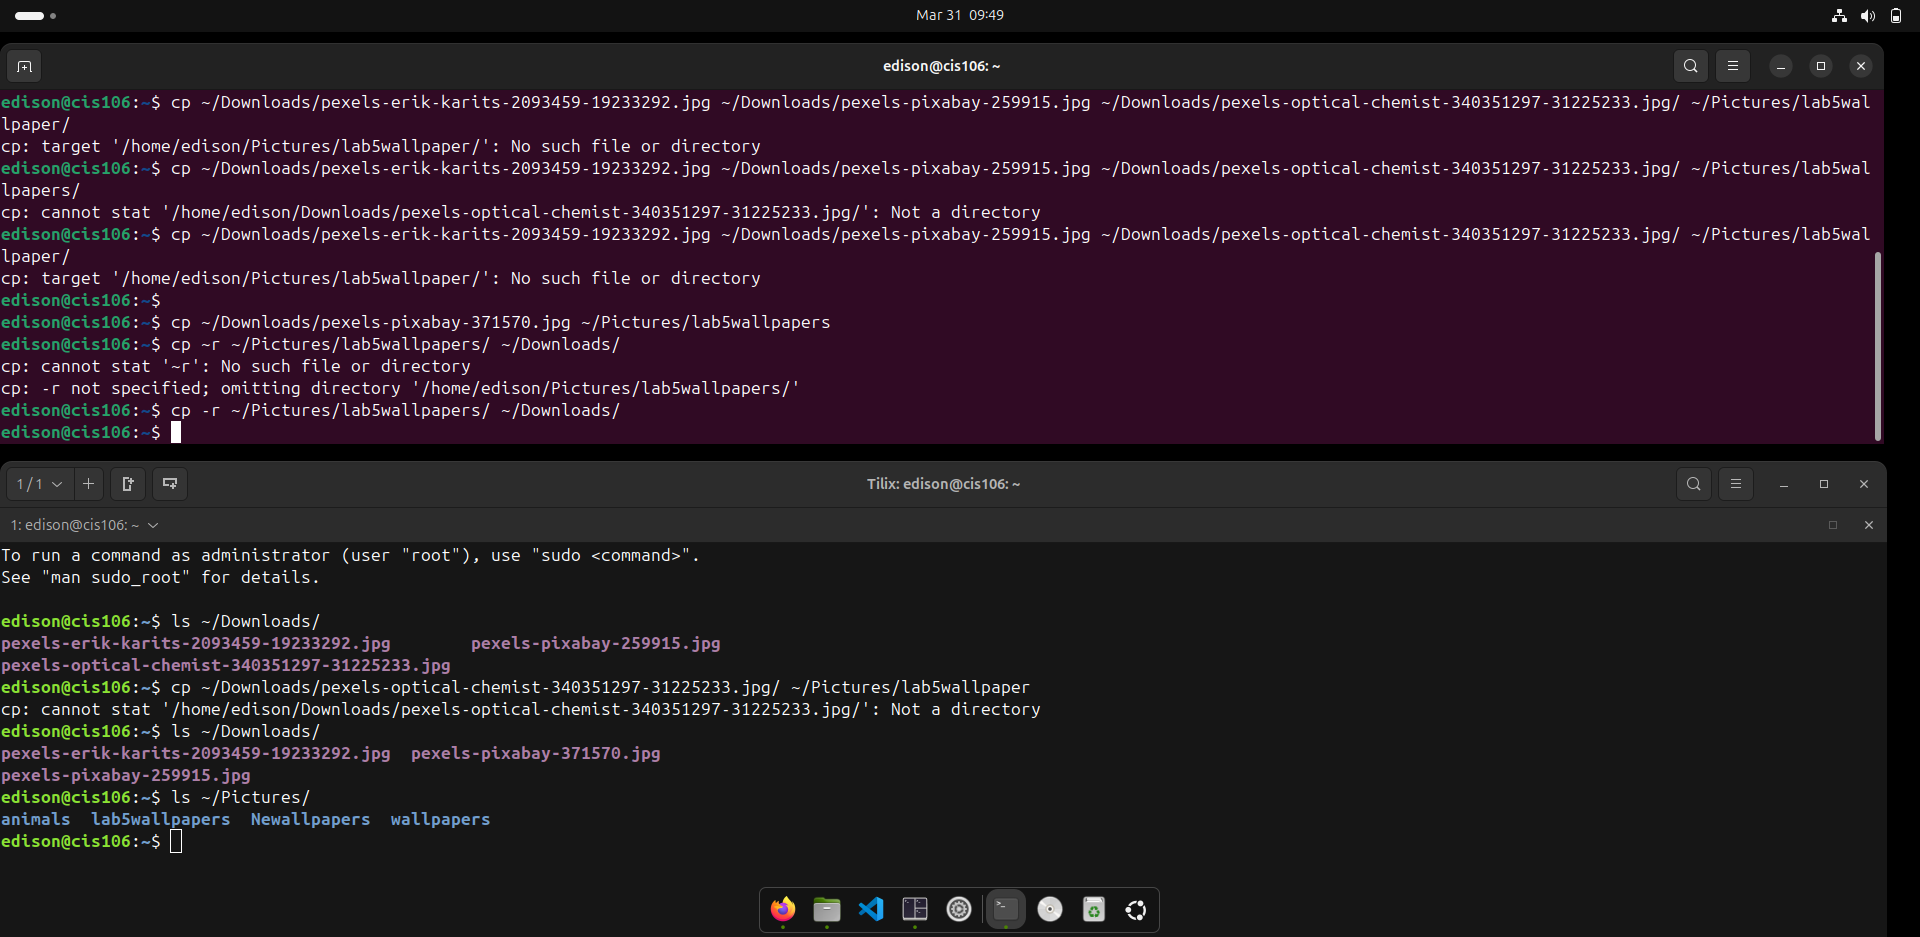 Mar 31 09:49
edison@cis106: ~
edison@cis106:~$ cp ~/Downloads/pexels-erik-karits-2093459-19233292.jpg ~/Downloads/pexels-pixabay-259915.jpg ~/Downloads/pexels-optical-chemist-340351297-31225233.jpg/ ~/Pictures/lab5wal
lpaper/
cp: target '/home/edison/Pictures/lab5wallpaper/': No such file or directory
edison@cis106:~$ cp ~/Downloads/pexels-erik-karits-2093459-19233292.jpg ~/Downloads/pexels-pixabay-259915.jpg ~/Downloads/pexels-optical-chemist-340351297-31225233.jpg/ ~/Pictures/lab5wal
lpapers/
cp: cannot stat '/home/edison/Downloads/pexels-optical-chemist-340351297-31225233.jpg/': Not a directory
edison@cis106:~$ cp ~/Downloads/pexels-erik-karits-2093459-19233292.jpg ~/Downloads/pexels-pixabay-259915.jpg ~/Downloads/pexels-optical-chemist-340351297-31225233.jpg/ ~/Pictures/lab5wal
lpaper/
cp: target '/home/edison/Pictures/lab5wallpaper/': No such file or directory
edison@cis106:~$
edison@cis106:~$ cp ~/Downloads/pexels-pixabay-371570.jpg ~/Pictures/lab5wallpapers
edison@cis106:~$ cp ~r ~/Pictures/lab5wallpapers/ ~/Downloads/
cp: cannot stat '~r': No such file or directory
cp: -r not specified; omitting directory '/home/edison/Pictures/lab5wallpapers/'
edison@cis106:~$ cp -r ~/Pictures/lab5wallpapers/ ~/Downloads/
edison@cis106:~$
1/1
Tilix: edison@cis106: ~
1: edison@cis106: ~
To run a command as administrator (user "root"), use "sudo <command>".
See "man sudo_root" for details.
edison@cis106:~$ ls ~/Downloads/
pexels-erik-karits-2093459-19233292.jpg pexels-pixabay-259915.jpg
pexels-optical-chemist-340351297-31225233.jpg
edison@cis106:~$ cp ~/Downloads/pexels-optical-chemist-340351297-31225233.jpg/ ~/Pictures/lab5wallpaper
cp: cannot stat '/home/edison/Downloads/pexels-optical-chemist-340351297-31225233.jpg/': Not a directory
edison@cis106:~$ ls ~/Downloads/
pexels-erik-karits-2093459-19233292.jpg pexels-pixabay-371570.jpg
pexels-pixabay-259915.jpg
edison@cis106:~$ ls ~/Pictures/
animals lab5wallpapers Newallpapers wallpapers
edison@cis106:~$